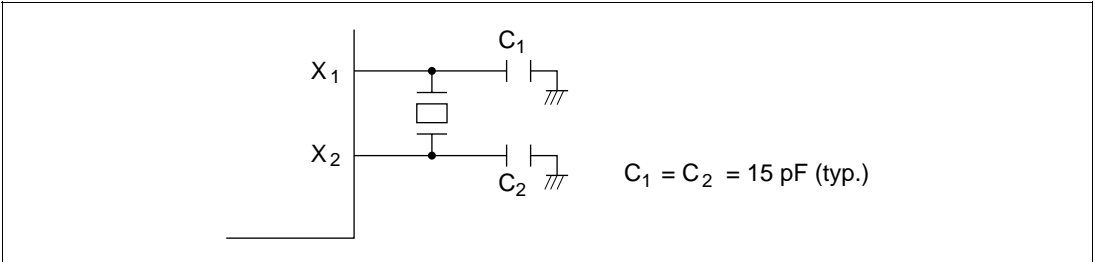 C₁
X₁
X₂
C₂
C₁ = C₂ = 15 pF (typ.)